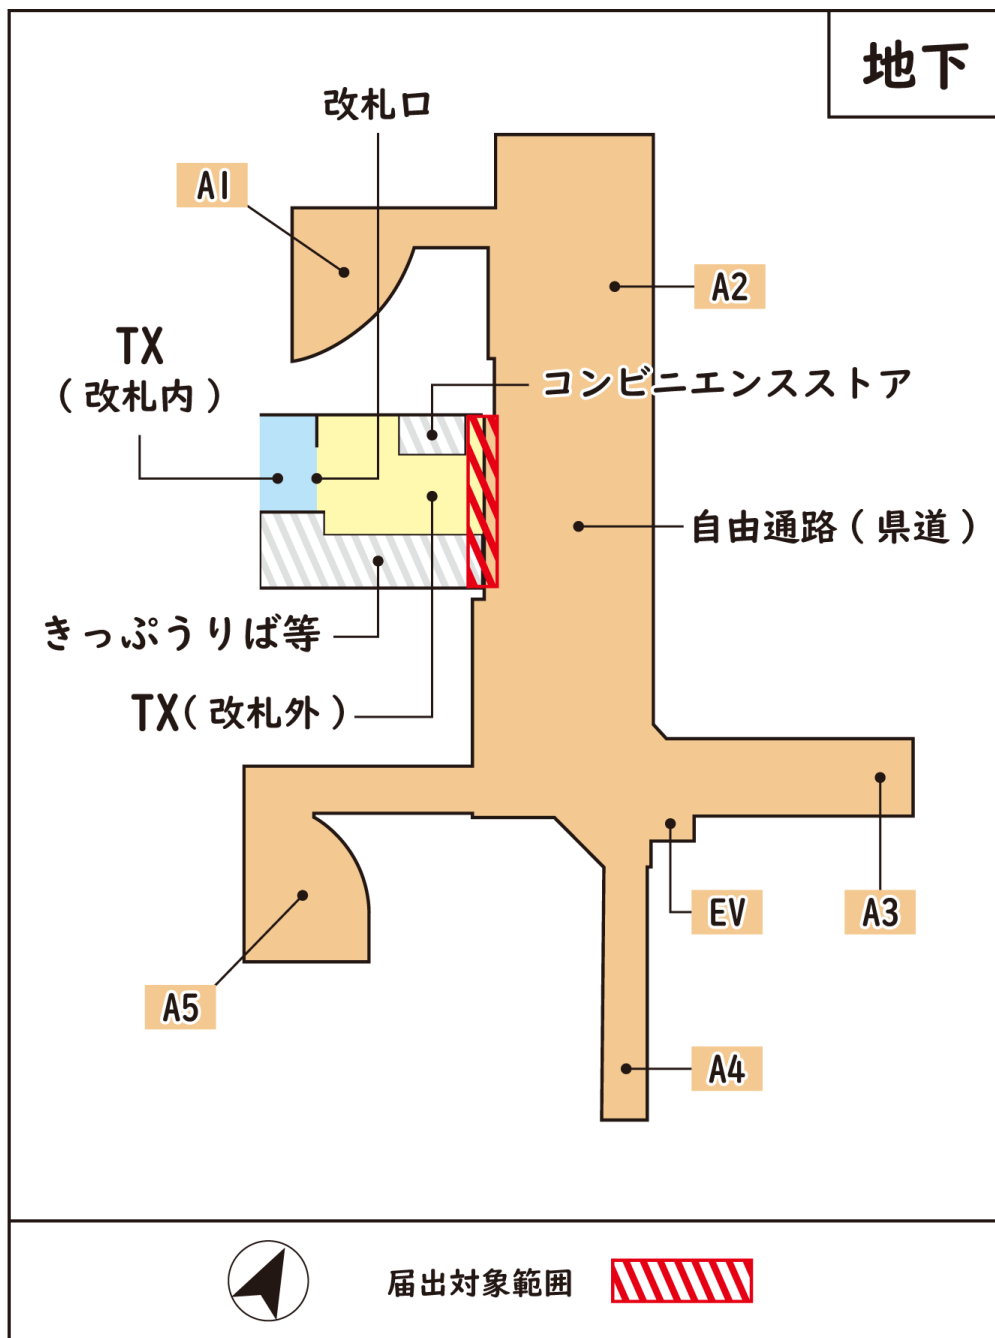 地下
改札口
A1
A2
TX
(改札内)
コンビニエンスストア
自由通路(県道)
きっぷうりば等
TX(改札外)
EV
A3
A5
A4
届出対象範囲